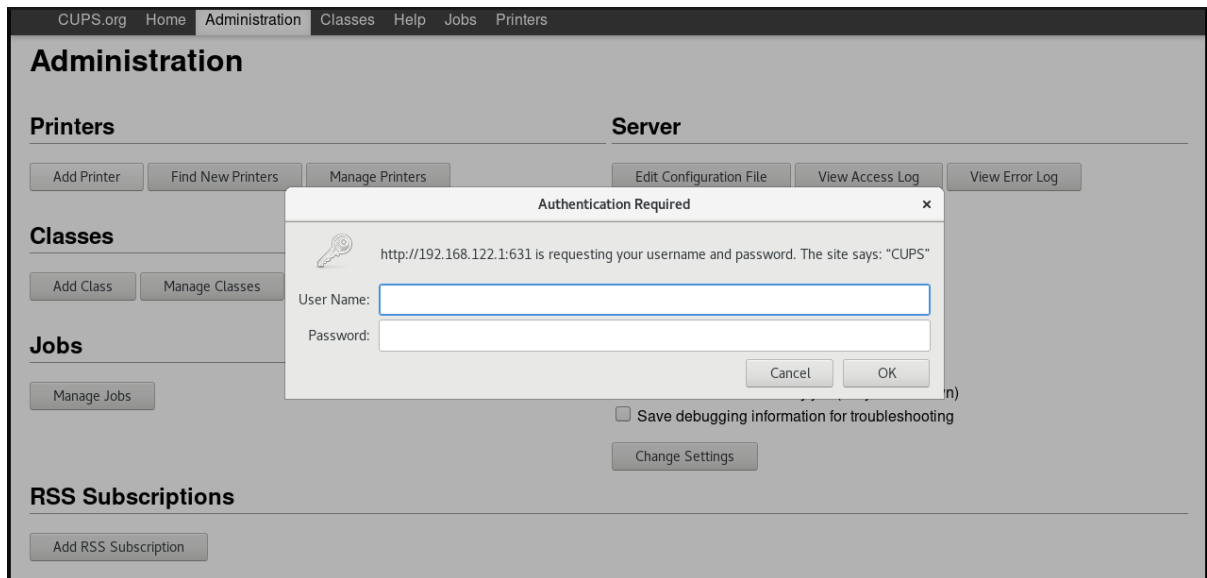 CUPS.org Home Administration Classes Help Jobs Printers
Administration
Printers
Add Printer Find New Printers Manage Printers
Classes
Add Class Manage Classes
Jobs
Manage Jobs
Server
Edit Configuration File View Access Log View Error Log
Save debugging information for troubleshooting
Change Settings
RSS Subscriptions
Add RSS Subscription
Authentication Required
http://192.168.122.1:631 is requesting your username and password. The site says: “CUPS”
User Name:
Password:
Cancel OK